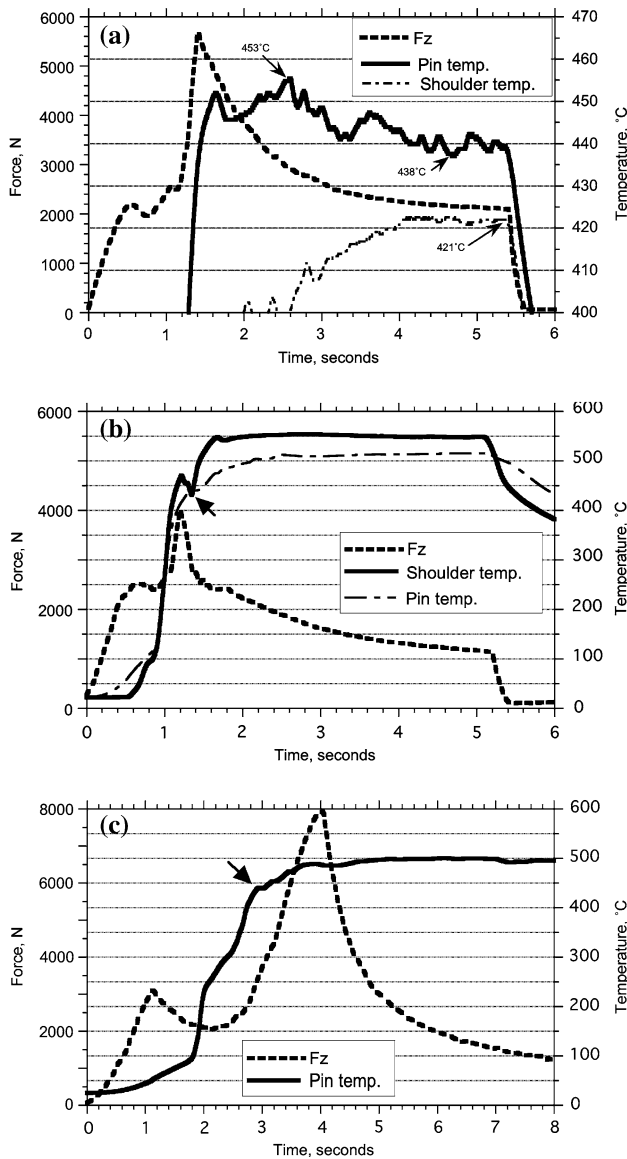 (a)
6000
5000
4000
3000
2000
1000
0
Force, N
470
460
450
440
430
420
410
400
Temperature, °C
Fz
Pin temp.
Shoulder temp.
453°C
438°C
421°C
0 1 2 3 4 5 6
Time, seconds
(b)
6000
4000
2000
0
Force, N
600
500
400
300
200
100
0
Temperature, °C
Fz
Shoulder temp.
Pin temp.
0 1 2 3 4 5 6
Time, seconds
(c)
8000
6000
4000
2000
0
Force, N
600
500
400
300
200
100
0
Temperature, °C
Fz
Pin temp.
0 1 2 3 4 5 6 7 8
Time, seconds